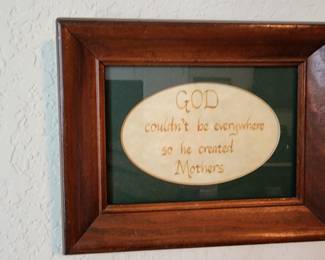 GOD
couldn't be everywhere
so he created
Mothers